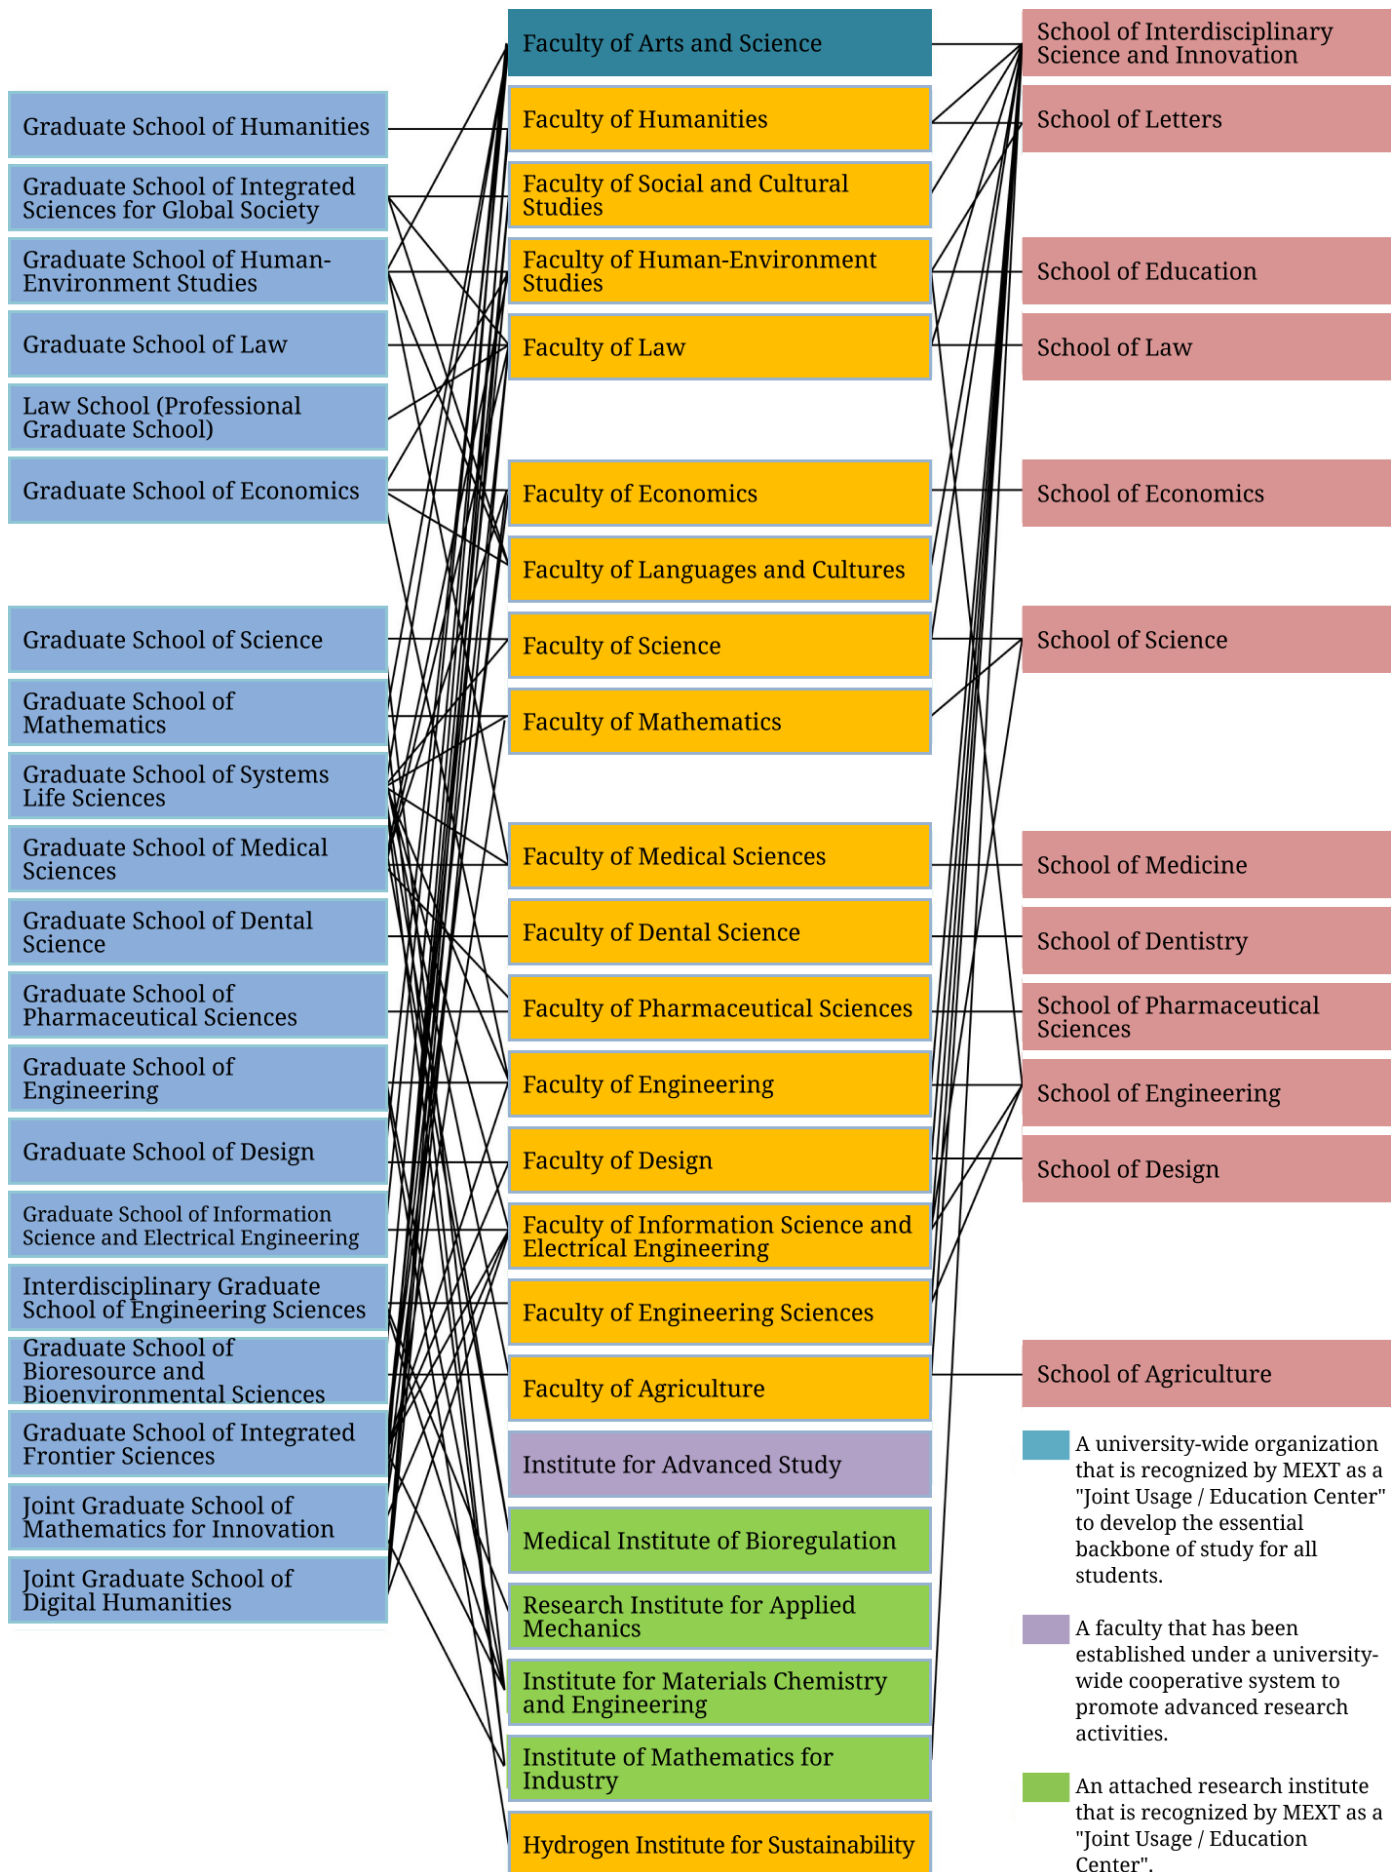 Graduate School of Humanities
Graduate School of Integrated
Sciences for Global Society
Graduate School of Human-
Environment Studies
Graduate School of Law
Law School (Professional
Graduate School)
Graduate School of Economics
Graduate School of Science
Graduate School of
Mathematics
Graduate School of Systems
Life Sciences
Graduate School of Medical
Sciences
Graduate School of Dental
Science
Graduate School of
Pharmaceutical Sciences
Graduate School of
Engineering
Graduate School of Design
Graduate School of Information
Science and Electrical Engineering
Interdisciplinary Graduate
School of Engineering Sciences
Graduate School of
Bioresource and
Bioenvironmental Sciences
Graduate School of Integrated
Frontier Sciences
Joint Graduate School of
Mathematics for Innovation
Joint Graduate School of
Digital Humanities
Faculty of Arts and Science
Faculty of Humanities
Faculty of Social and Cultural
Studies
Faculty of Human-Environment
Studies
Faculty of Law
Faculty of Economics
Faculty of Languages and Cultures
Faculty of Science
Faculty of Mathematics
Faculty of Medical Sciences
Faculty of Dental Science
Faculty of Pharmaceutical Sciences
Faculty of Engineering
Faculty of Design
Faculty of Information Science and
Electrical Engineering
Faculty of Engineering Sciences
Faculty of Agriculture
Institute for Advanced Study
Medical Institute of Bioregulation
Research Institute for Applied
Mechanics
Institute for Materials Chemistry
and Engineering
Institute of Mathematics for
Industry
Hydrogen Institute for Sustainability
School of Interdisciplinary
Science and Innovation
School of Letters
School of Education
School of Law
School of Economics
School of Science
School of Medicine
School of Dentistry
School of Pharmaceutical
Sciences
School of Engineering
School of Design
School of Agriculture
A university-wide organization
that is recognized by MEXT as a
"Joint Usage / Education Center"
to develop the essential
backbone of study for all
students.
A faculty that has been
established under a university-
wide cooperative system to
promote advanced research
activities.
An attached research institute
that is recognized by MEXT as a
"Joint Usage / Education
Center".